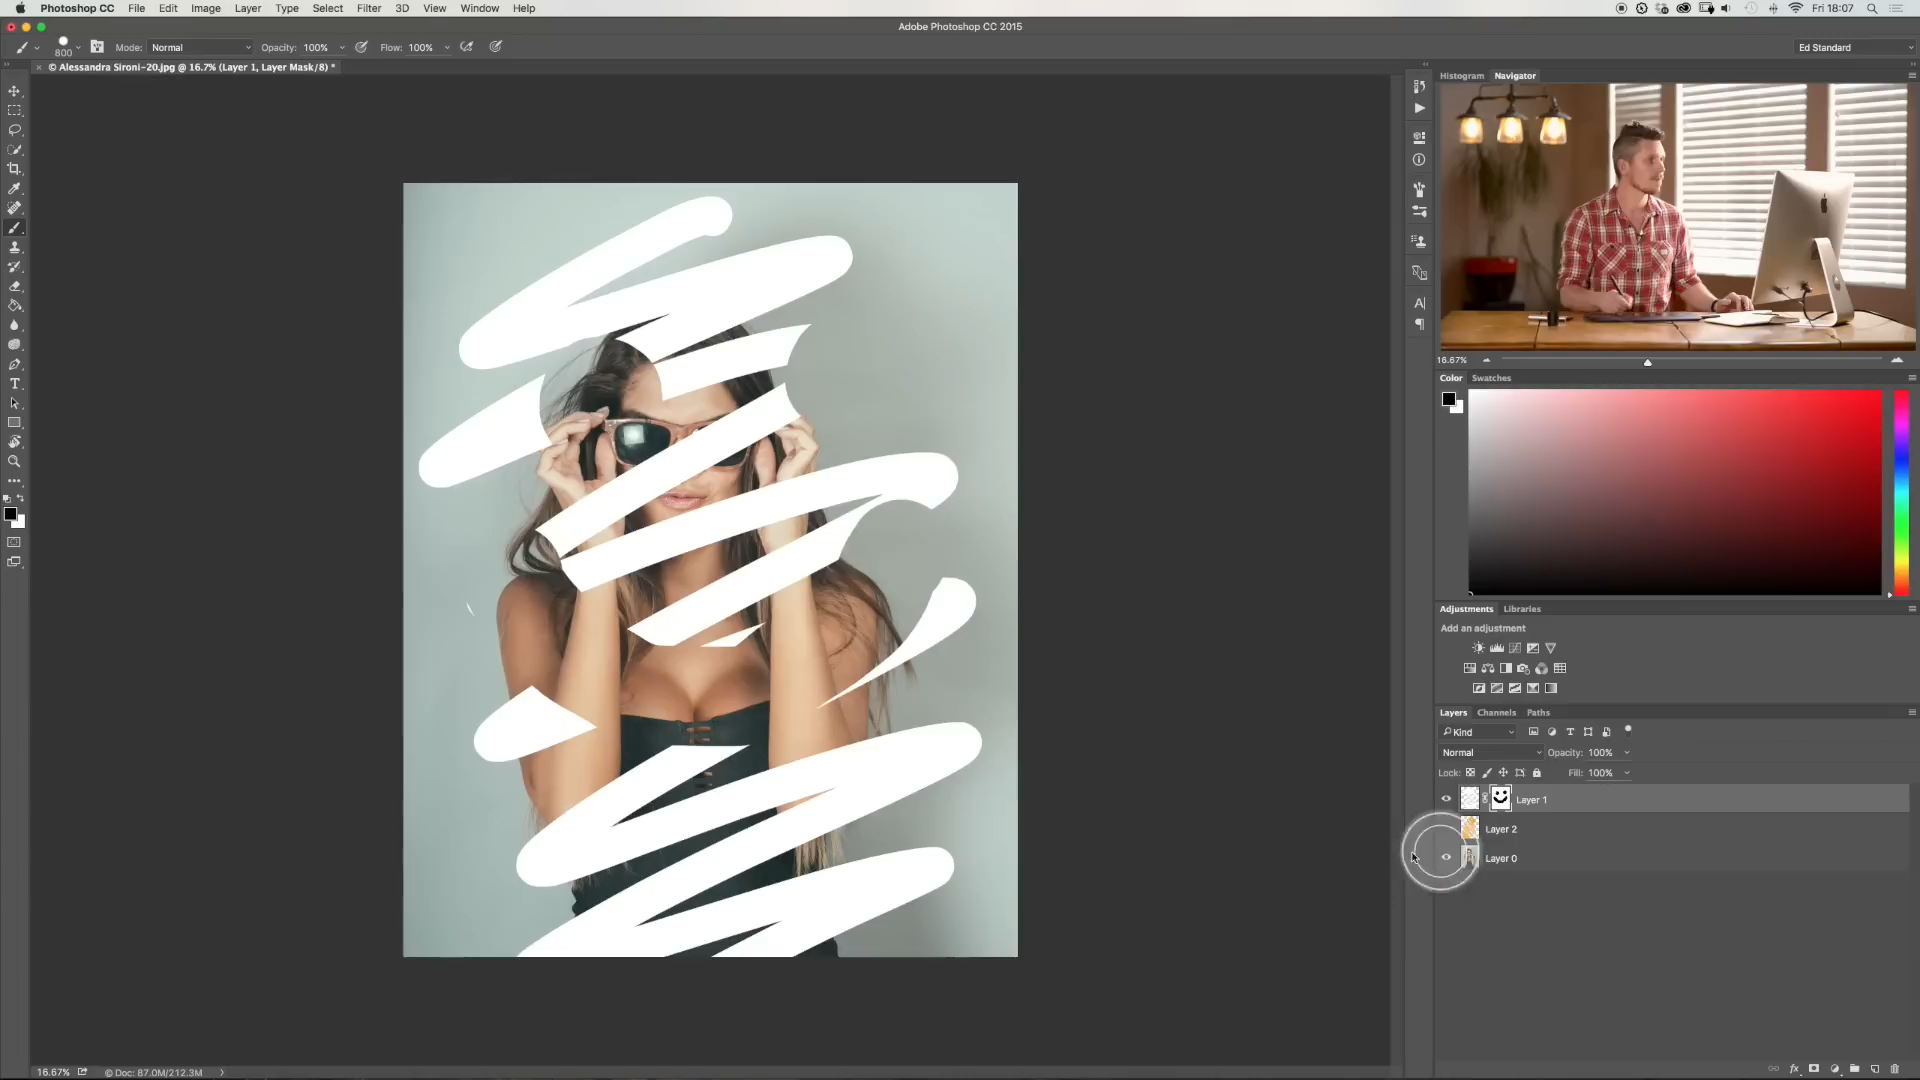 Photoshop CC File Edit Image Layer Type Select Filter 3D View Window Help Fri 18:07
Adobe Photoshop CC 2015
800 Mode: Normal Opacity: 100% Flow: 100% Ed Standard
© Alessandra Sironi-20.jpg @ 16.7% (Layer 1, Layer Mask/8) *
Histogram Navigator
16.67%
Color Swatches
Adjustments Libraries
Add an adjustment
Layers Channels Paths
Kind
Normal Opacity: 100%
Lock: Fill: 100%
Layer 1
Layer 2
Layer 0
16.67% © Doc: 87.0M/212.3M